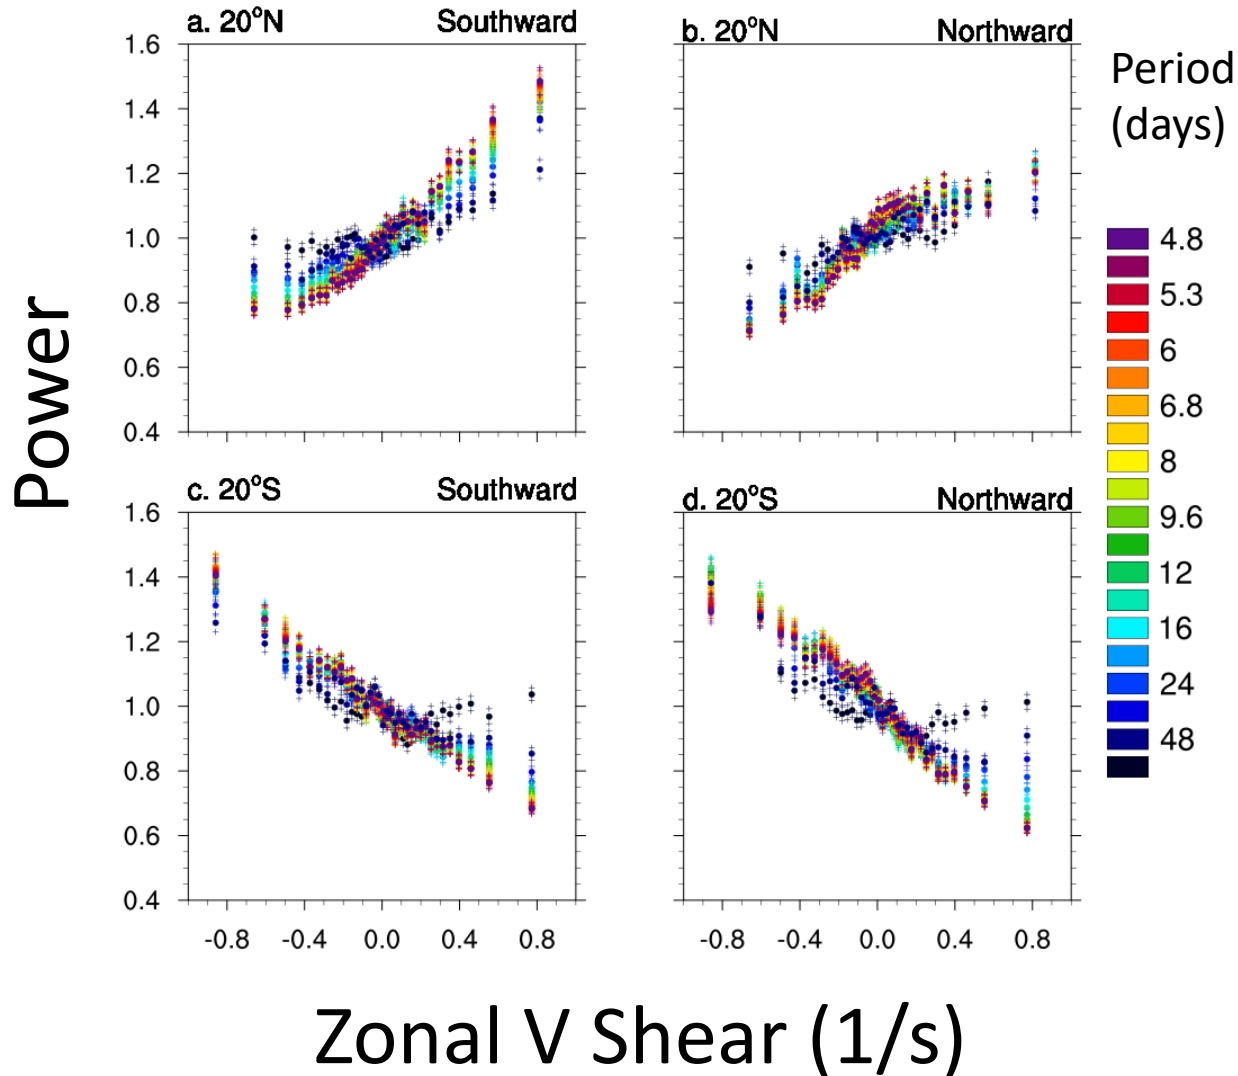 a. 20°N Southward
b. 20°N Northward
Period
(days)
1.6
1.4
1.2
1.0
0.8
0.6
0.4
4.8
5.3
6
6.8
8
9.6
12
16
24
48
Power
c. 20°S Southward
d. 20°S Northward
1.6
1.4
1.2
1.0
0.8
0.6
0.4
-0.8 -0.4 0.0 0.4 0.8
-0.8 -0.4 0.0 0.4 0.8
Zonal V Shear (1/s)